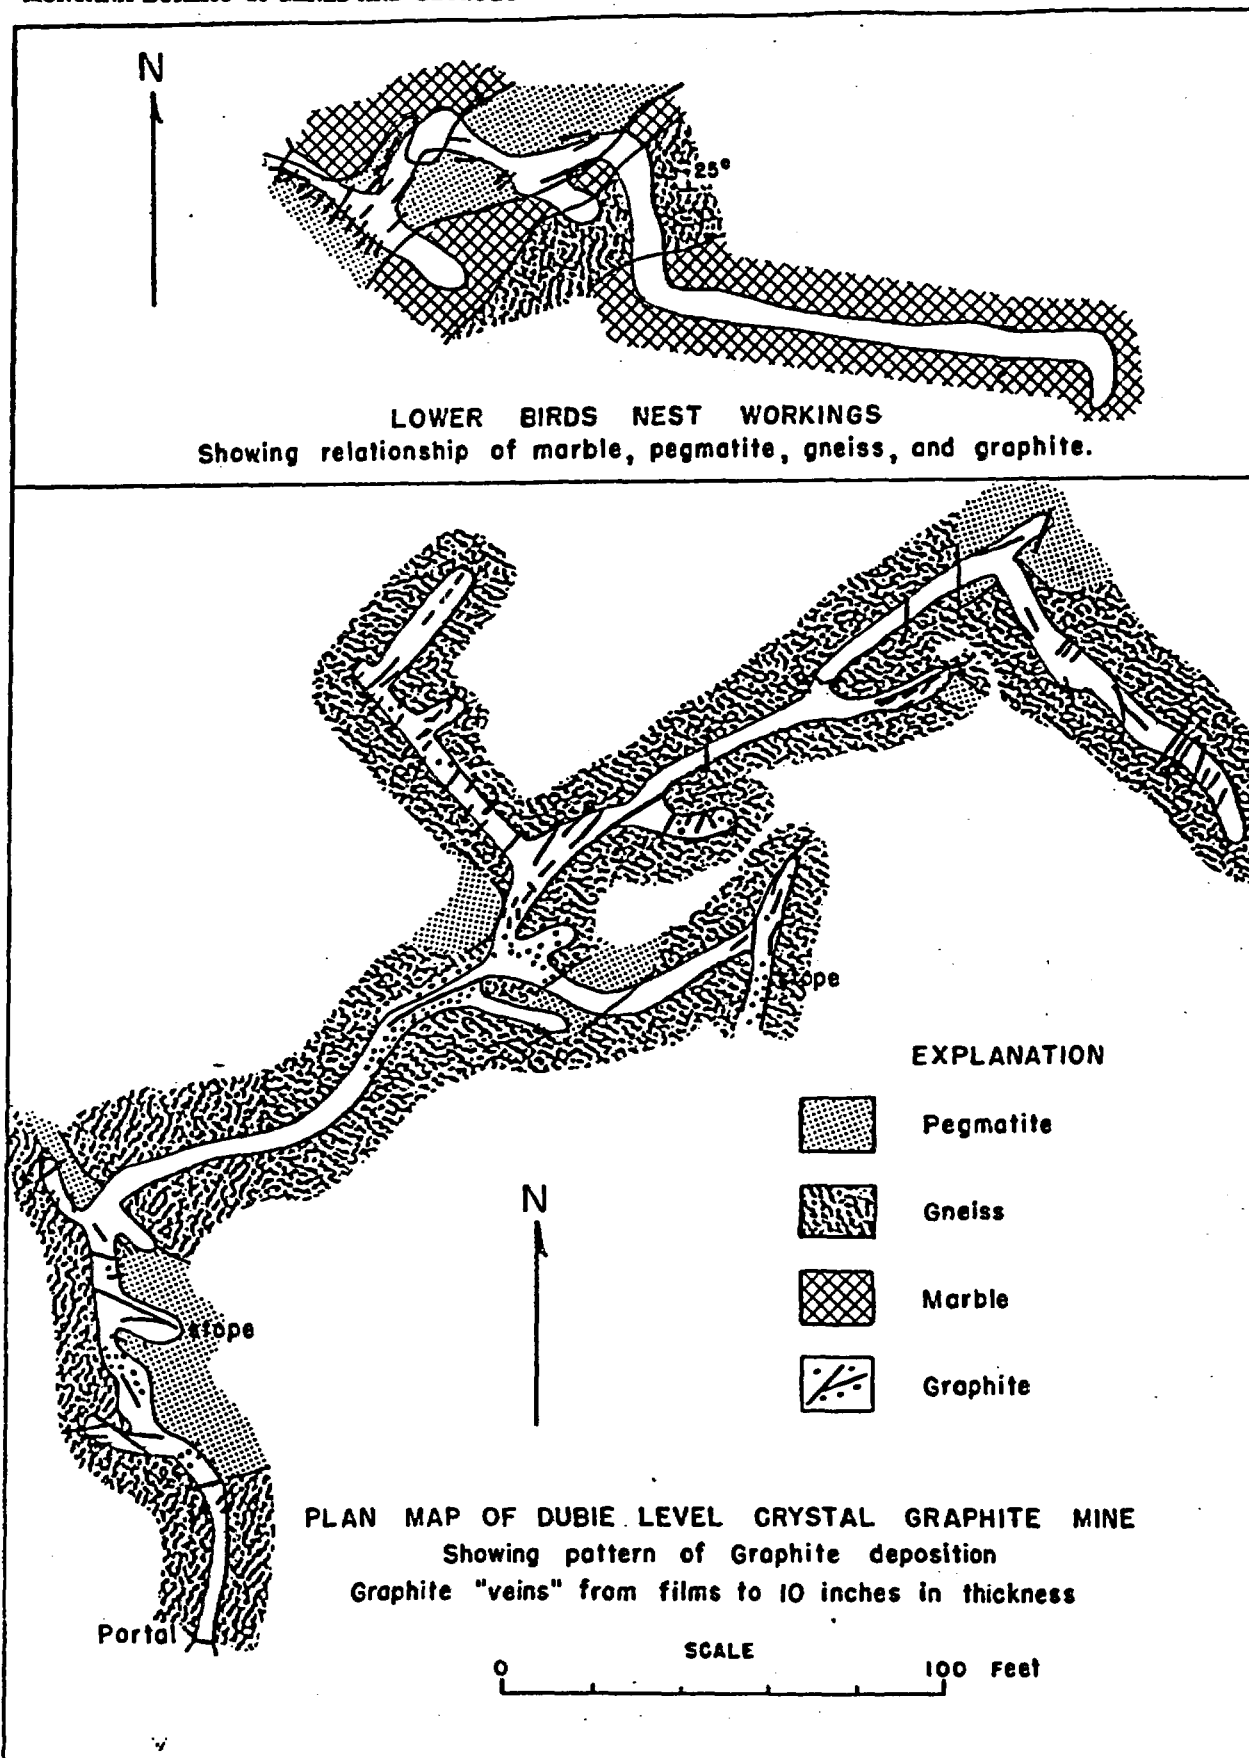 N
25°
LOWER BIRDS NEST WORKINGS
Showing relationship of marble, pegmatite, gneiss, and graphite.
stope
EXPLANATION
Pegmatite
Gneiss
N
Marble
stope
Graphite
PLAN MAP OF DUBIE LEVEL CRYSTAL GRAPHITE MINE
Showing pattern of Graphite deposition
Graphite "veins" from films to 10 inches in thickness
Portal
SCALE
0 100 Feet